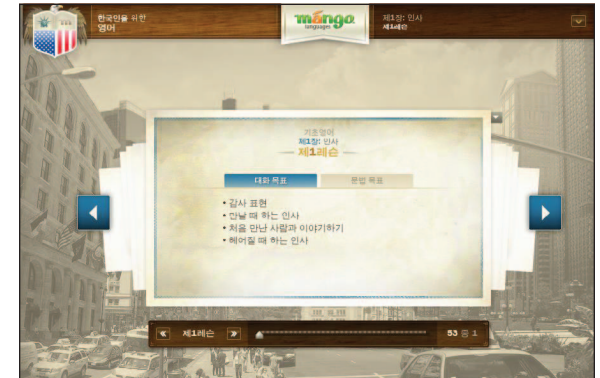 한국인을 위한
영어
mango
languages
제1장: 인사
제1레슨
기초 영어
제1장: 인사
제1레슨
대화 목표
문법 목표
• 감사 표현
• 만날 때 하는 인사
• 처음 만난 사람과 이야기하기
• 헤어질 때 하는 인사
제1레슨
53 중 1